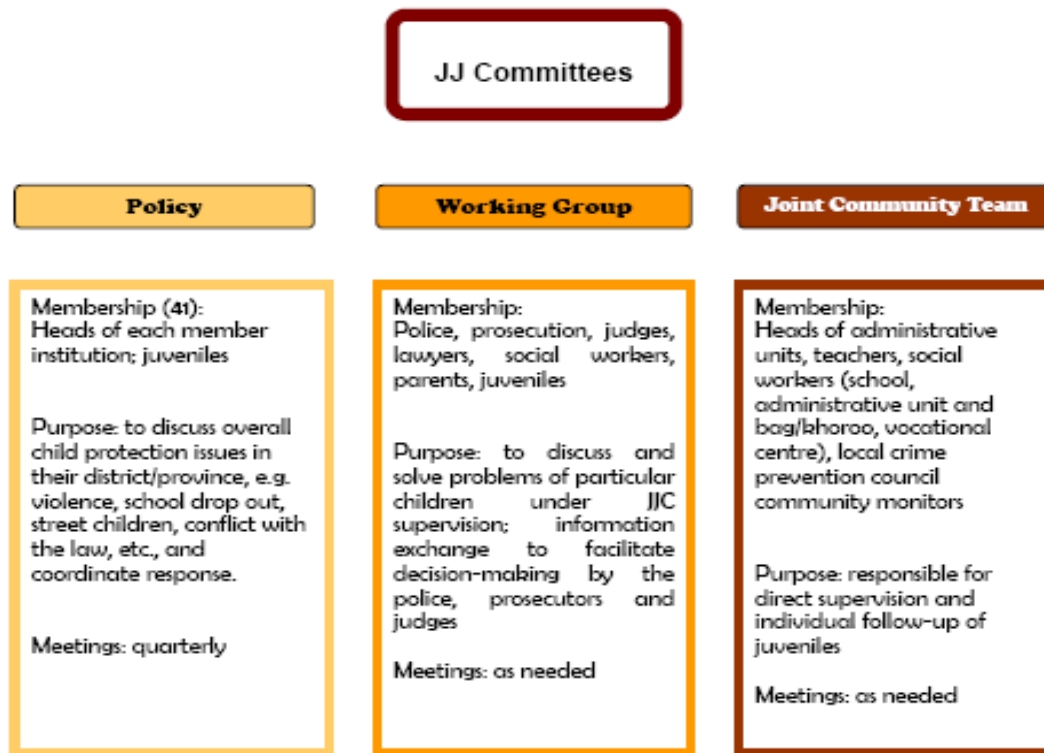 JJ Committees
Policy
Membership (41):
Heads of each member
institution; juveniles
Purpose: to discuss overall
child protection issues in
their district/province, e.g.
violence, school drop out,
street children, conflict with
the law, etc., and
coordinate response.
Meetings: quarterly
Working Group
Membership:
Police, prosecution, judges,
lawyers, social workers,
parents, juveniles
Purpose: to discuss and
solve problems of particular
children under JJC
supervision; information
exchange to facilitate
decision-making by the
police, prosecutors and
judges
Meetings: as needed
Joint Community Team
Membership:
Heads of administrative
units, teachers, social
workers (school,
administrative unit and
bag/khoroo, vocational
centre), local crime
prevention council
community monitors
Purpose: responsible for
direct supervision and
individual follow-up of
juveniles
Meetings: as needed